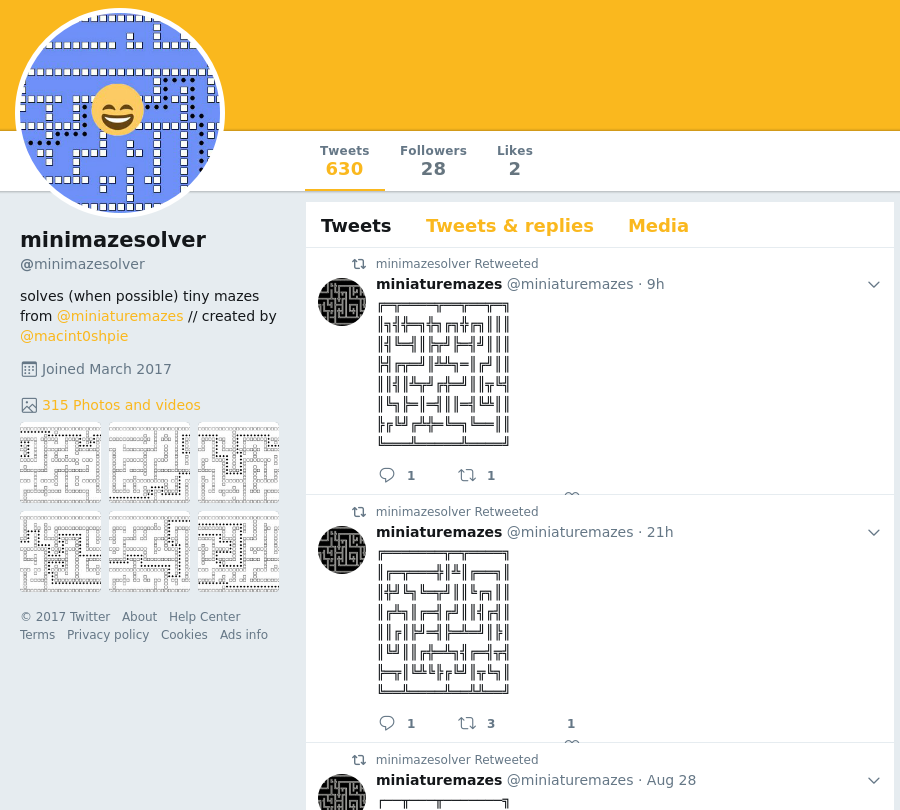 Tweets Followers Likes
630 28 2
minimazesolver
@minimazesolver
solves (when possible) tiny mazes
from @miniaturemazes // created by
@macint0shpie
Joined March 2017
315 Photos and videos
© 2017 Twitter About Help Center
Terms Privacy policy Cookies Ads info
Tweets Tweets & replies Media
minimazesolver Retweeted
miniaturemazes @miniaturemazes · 9h
1 1
minimazesolver Retweeted
miniaturemazes @miniaturemazes · 21h
1 3 1
minimazesolver Retweeted
miniaturemazes @miniaturemazes · Aug 28